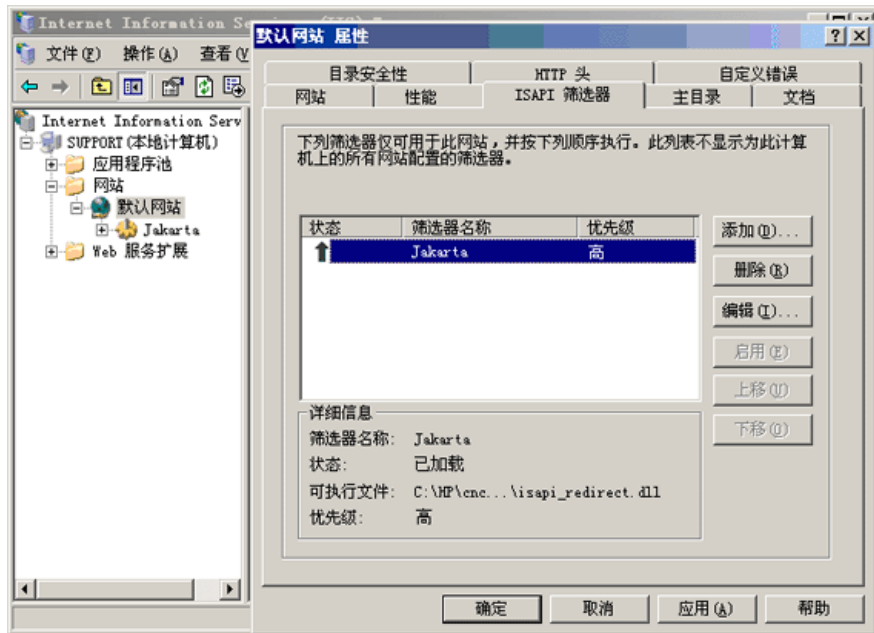 Internet Information Se
文件(F) 操作(A) 查看(V
Internet Information Serv
SUPPORT(本地计算机)
应用程序池
网站
默认网站
Jakarta
Web 服务扩展
默认网站 属性
目录安全性 HTTP 头 自定义错误
网站 性能 ISAPI 筛选器 主目录 文档
下列筛选器仅可用于此网站，并按下列顺序执行。此列表不显示为此计算
机上的所有网站配置的筛选器。
状态 筛选器名称 优先级
Jakarta 高
添加(D)...
删除(R)
编辑(I)...
启用(E)
上移(U)
下移(O)
详细信息
筛选器名称: Jakarta
状态: 已加载
可执行文件: C:\HP\cnc...\isapi_redirect.dll
优先级: 高
确定 取消 应用(A) 帮助